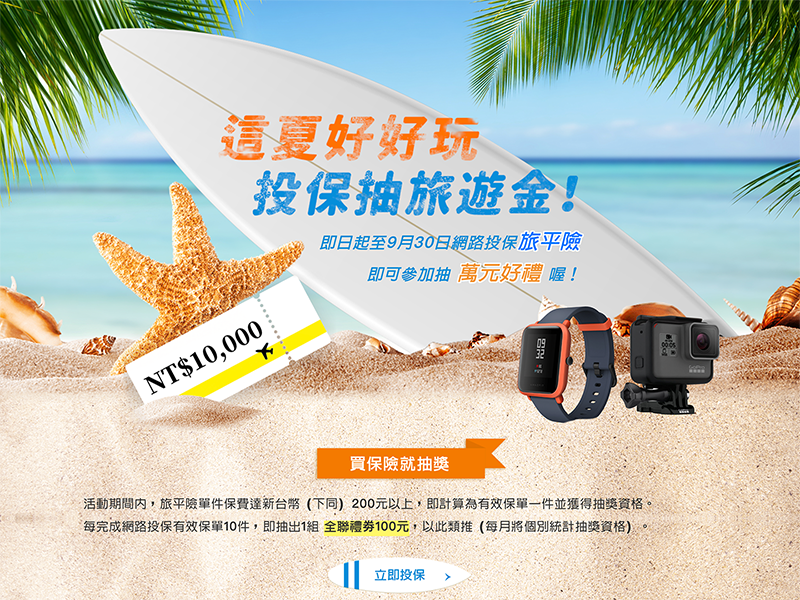 這夏好好玩
投保抽旅遊金！
即日起至9月30日網路投保旅平險
即可參加抽 萬元好禮 喔！
NT$10,000
09
32
買保險就抽獎
活動期間內，旅平險單件保費達新台幣（下同）200元以上，即計算為有效保單一件並獲得抽獎資格。
每完成網路投保有效保單10件，即抽出1組 全聯禮券100元，以此類推（每月將個別統計抽獎資格）。
立即投保